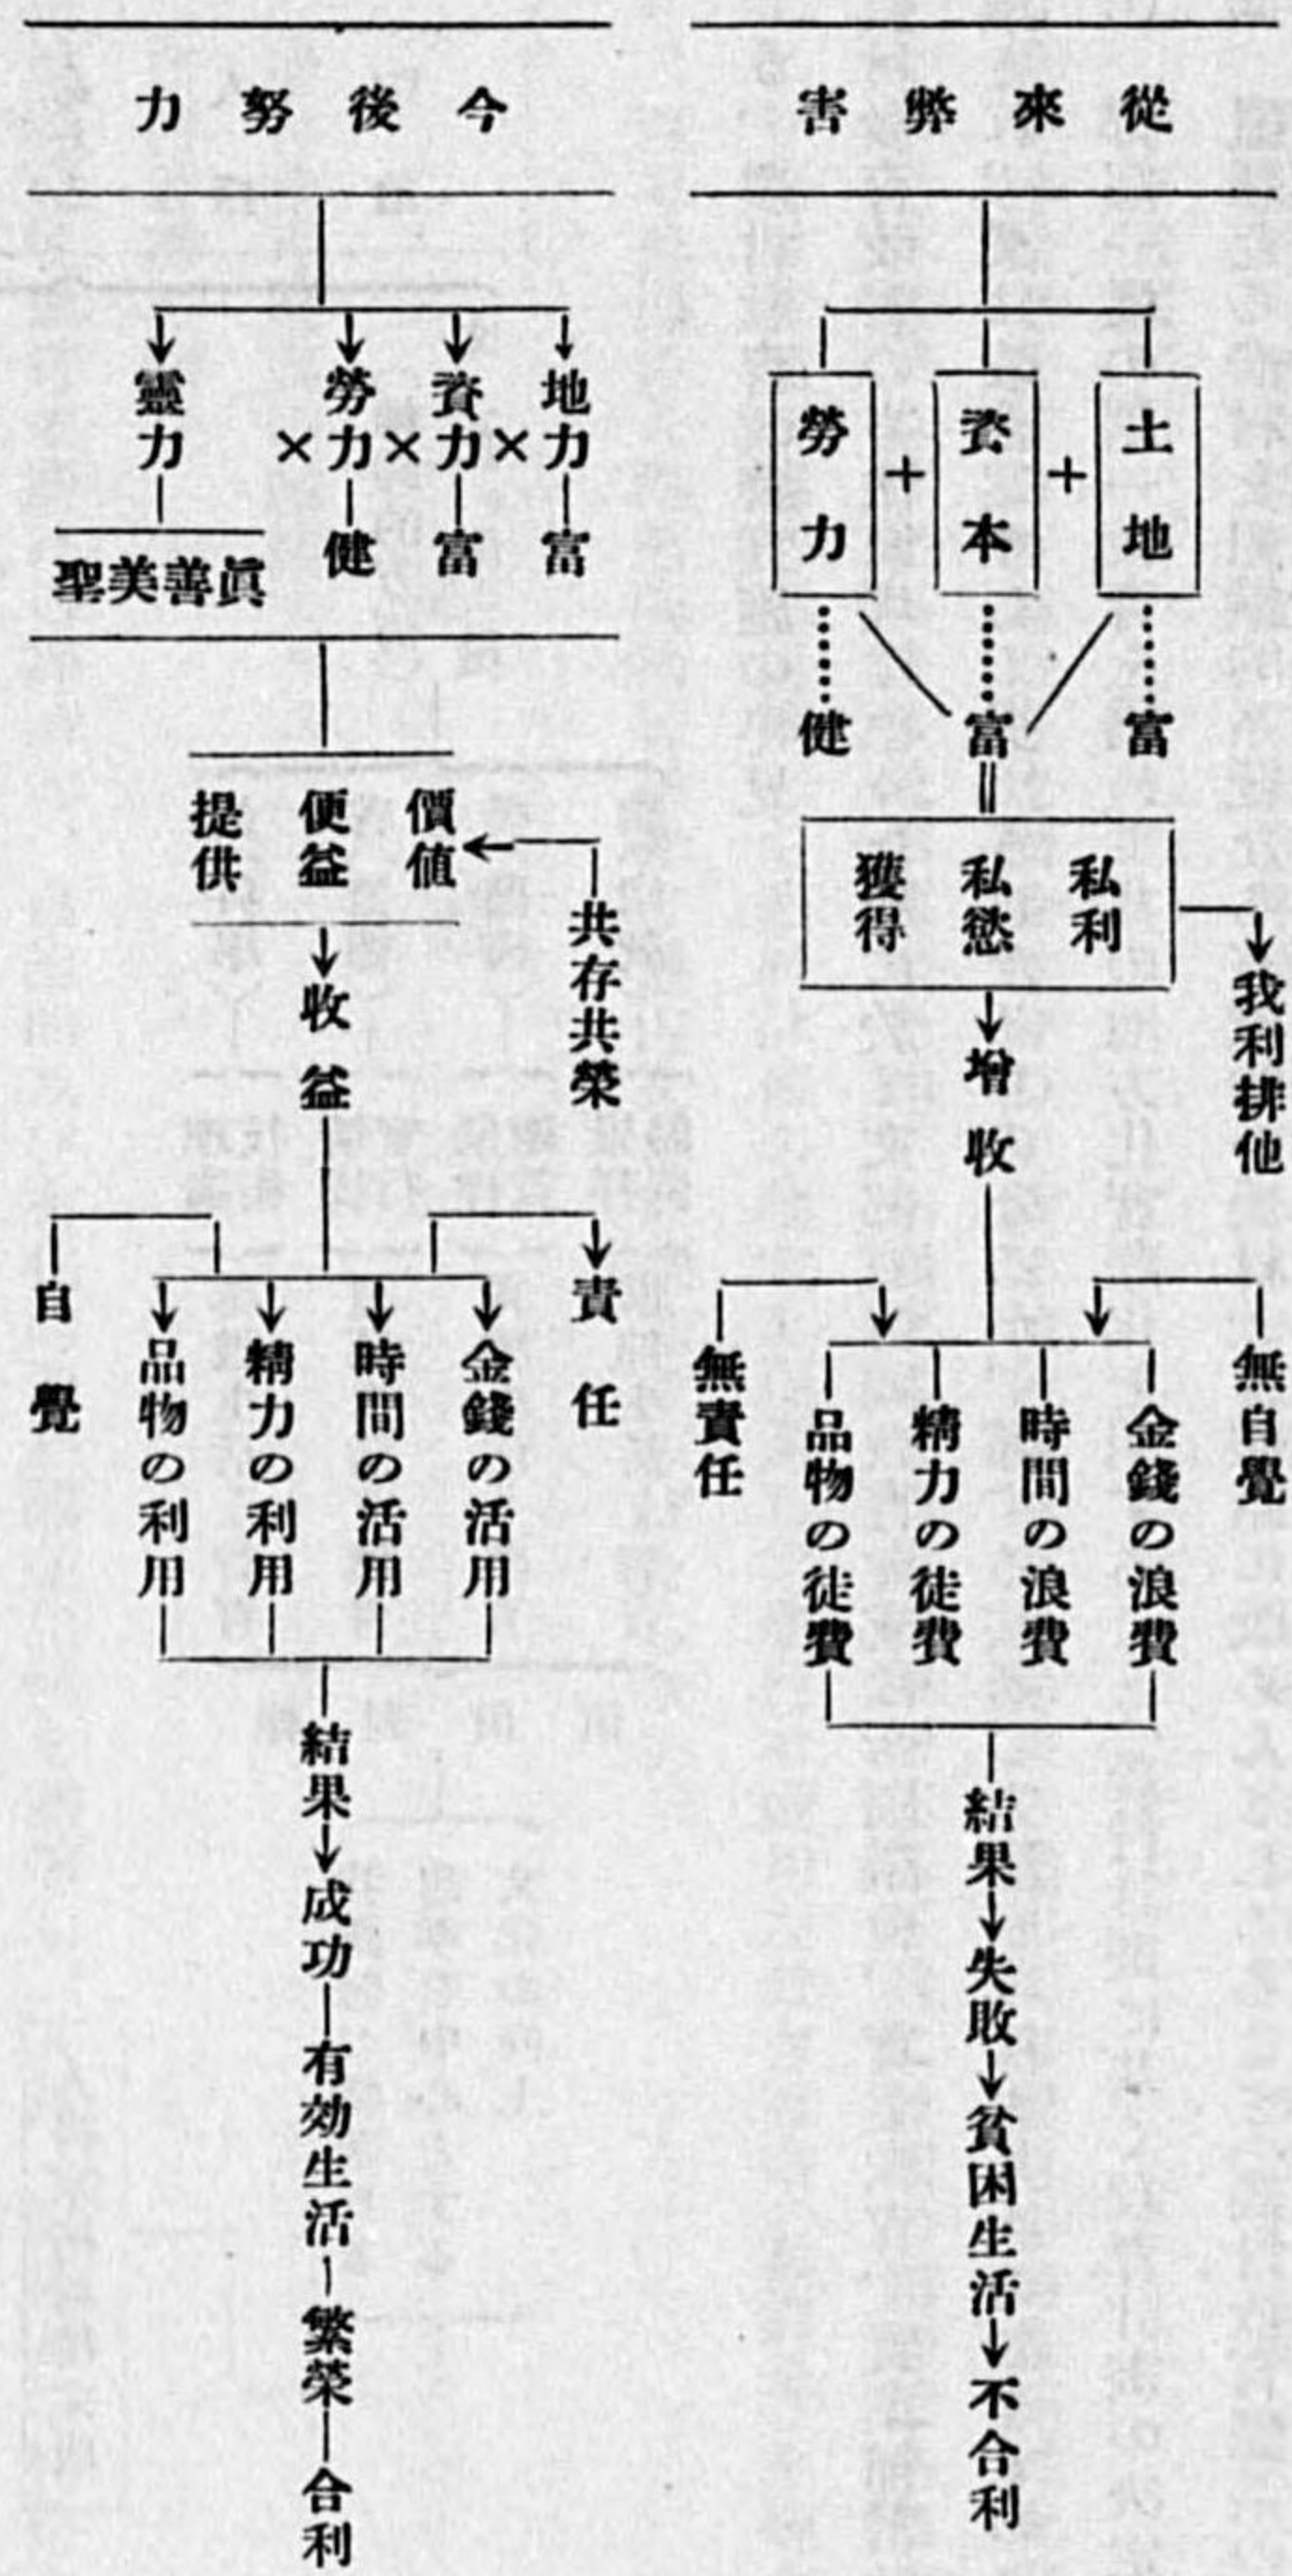 從來弊害
土地
+
資本
+
勞力
富
富
健
私利
私慾
獲得
我利排他
增收
無自覺
無責任
金錢の浪費
時間の浪費
精力の徒費
品物の徒費
結果
失敗
貧困生活
不合利
今後努力
地力
×
資力
×
勞力
×
靈力
富
富
健
眞善美聖
價値
便益
提供
共存共榮
收益
責任
自覺
金錢の活用
時間の活用
精力の利用
品物の利用
結果
成功
有効生活
繁榮
合利